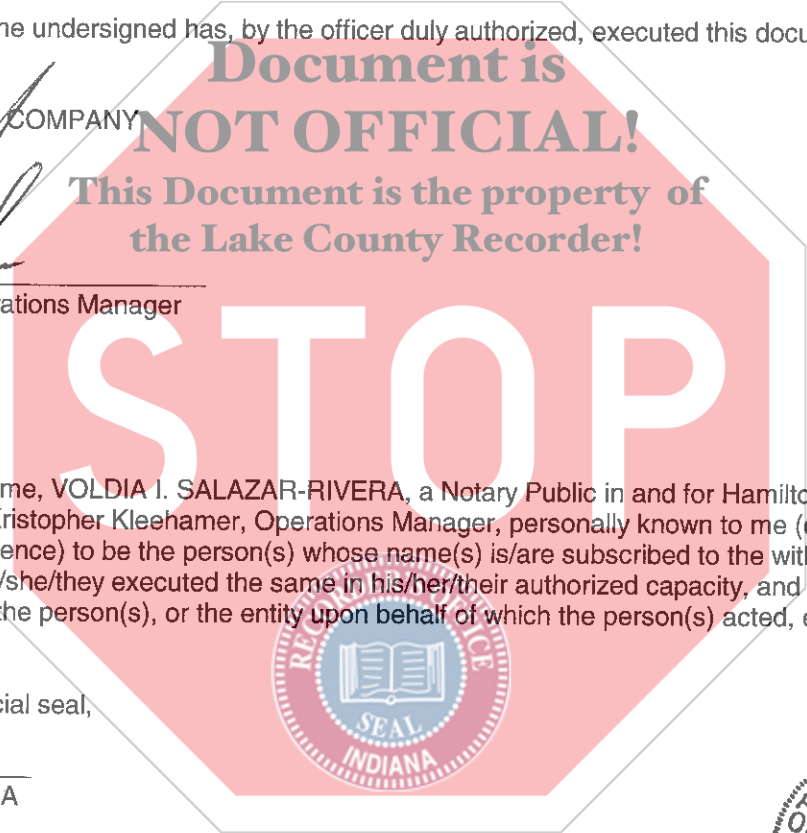 ne undersigned has, by the officer duly authorized, executed this docu
Document is
COMPANY
NOT OFFICIAL!
This Document is the property of
the Lake County Recorder!
ations Manager
STOP
me, VOLDIA I. SALAZAR-RIVERA, a Notary Public in and for Hamilto
ristopher Kleehamer, Operations Manager, personally known to me (
ence) to be the person(s) whose name(s) is/are subscribed to the with
/she/they executed the same in his/her/their authorized capacity, and
the person(s), or the entity upon behalf of which the person(s) acted, e
RECORDER'S OFFICE
SEAL
INDIANA
cial seal,
A